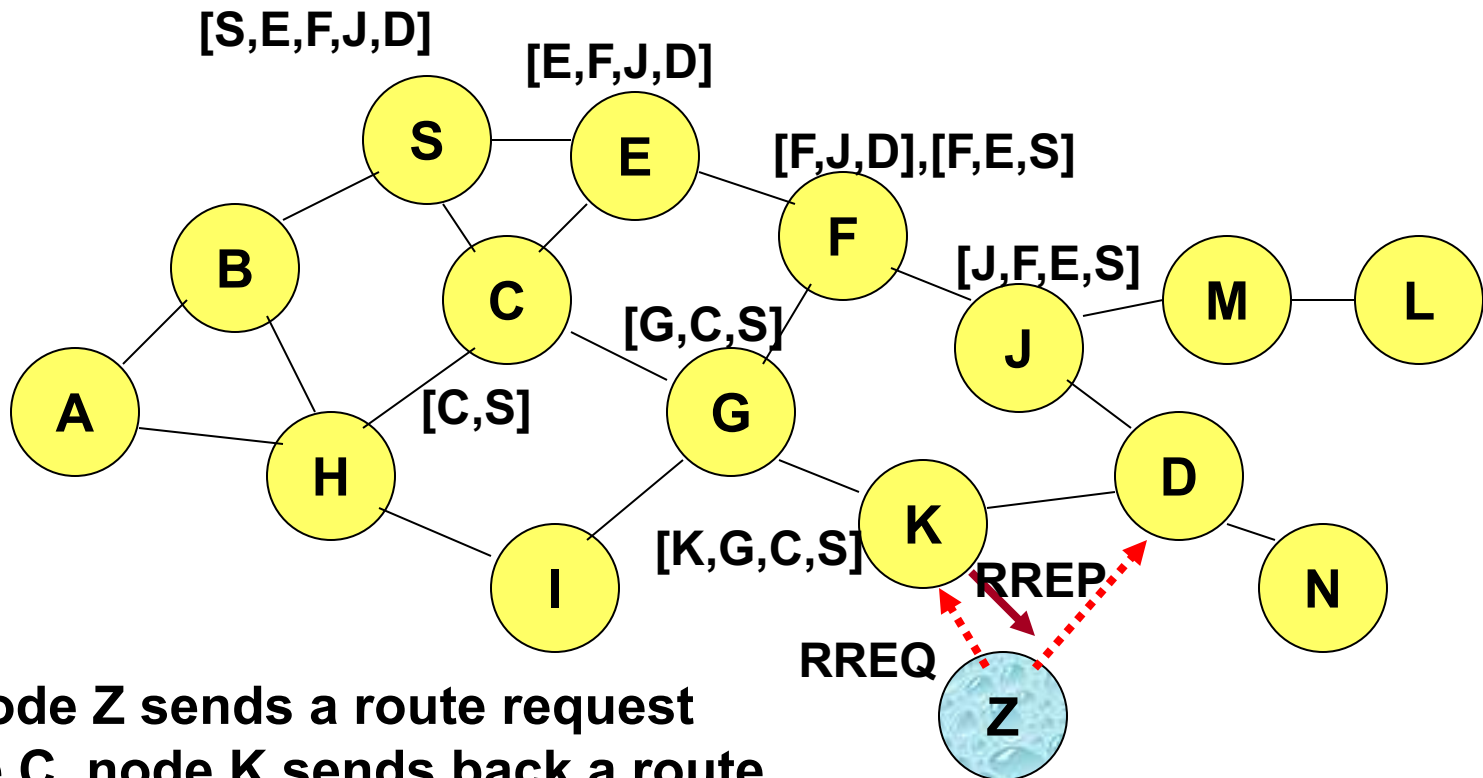 [S,E,F,J,D]
[E,F,J,D]
S
E
[F,J,D],[F,E,S]
F
B
[J,F,E,S]
C
M
L
[G,C,S]
J
A
[C,S]
G
H
D
K
[K,G,C,S]
RREP
I
N
RREQ
Z
ode Z sends a route request
C, node K sends back a route